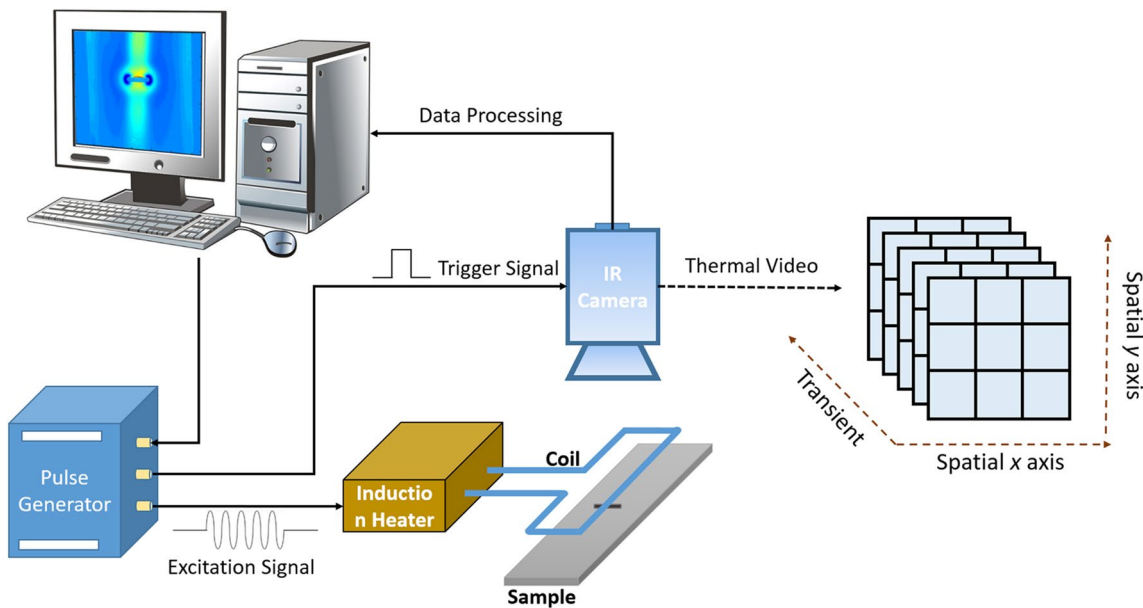 Data Processing
Trigger Signal
IR
Camera
Thermal Video
Spatial y axis
Transient
Spatial x axis
Pulse
Generator
Coil
Inductio
n Heater
Excitation Signal
Sample